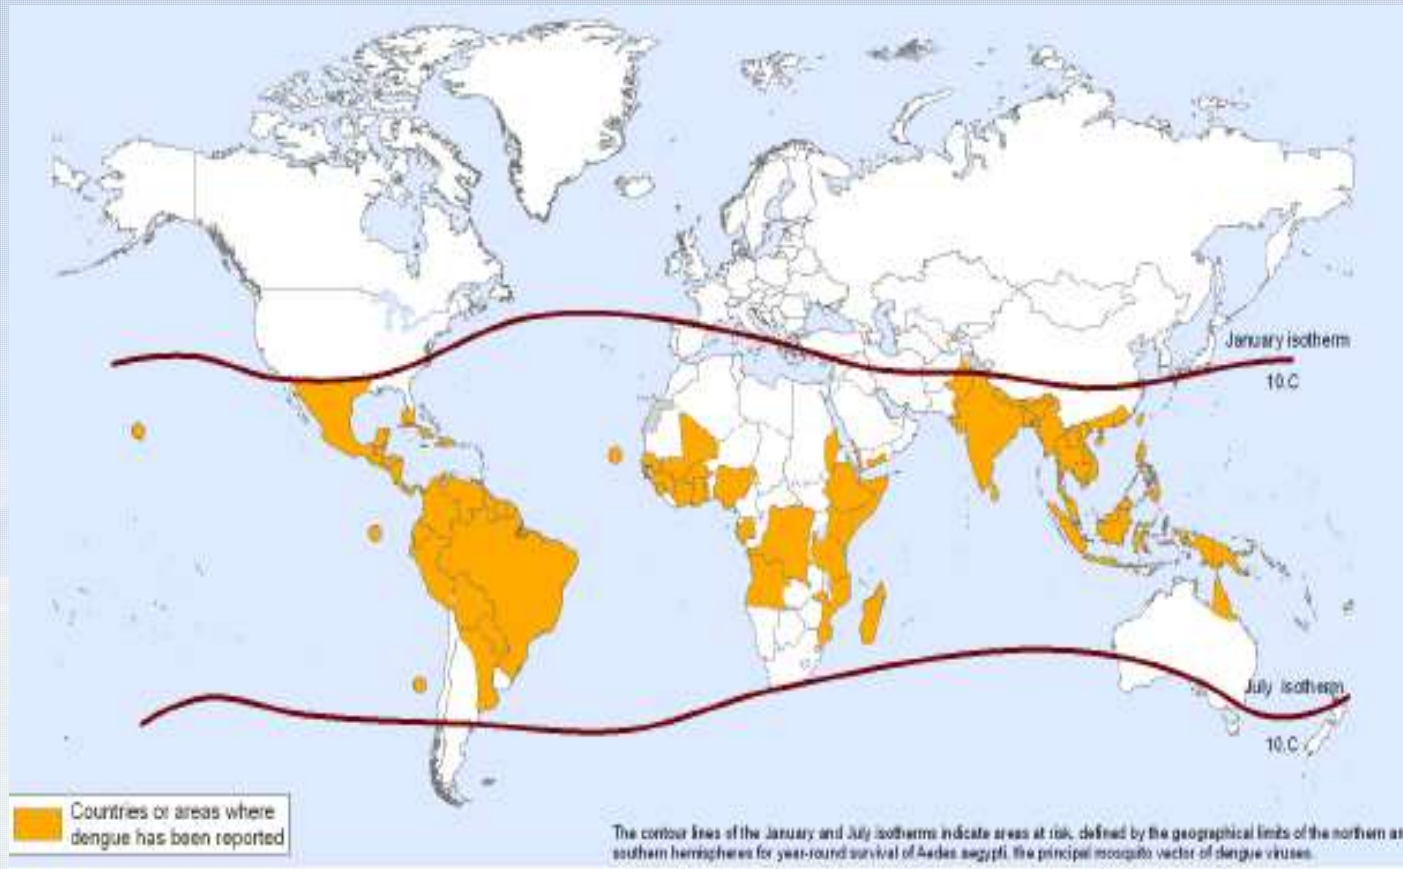 January isotherm
10.C
July isotherm
10.C
Countries or areas where
dengue has been reported
The contour lines of the January and July isotherms indicate areas at risk, defined by the geographical limits of the northern an
southern hemispheres for year-round survival of Aedes aegypti, the principal mosquito vector of dengue viruses.